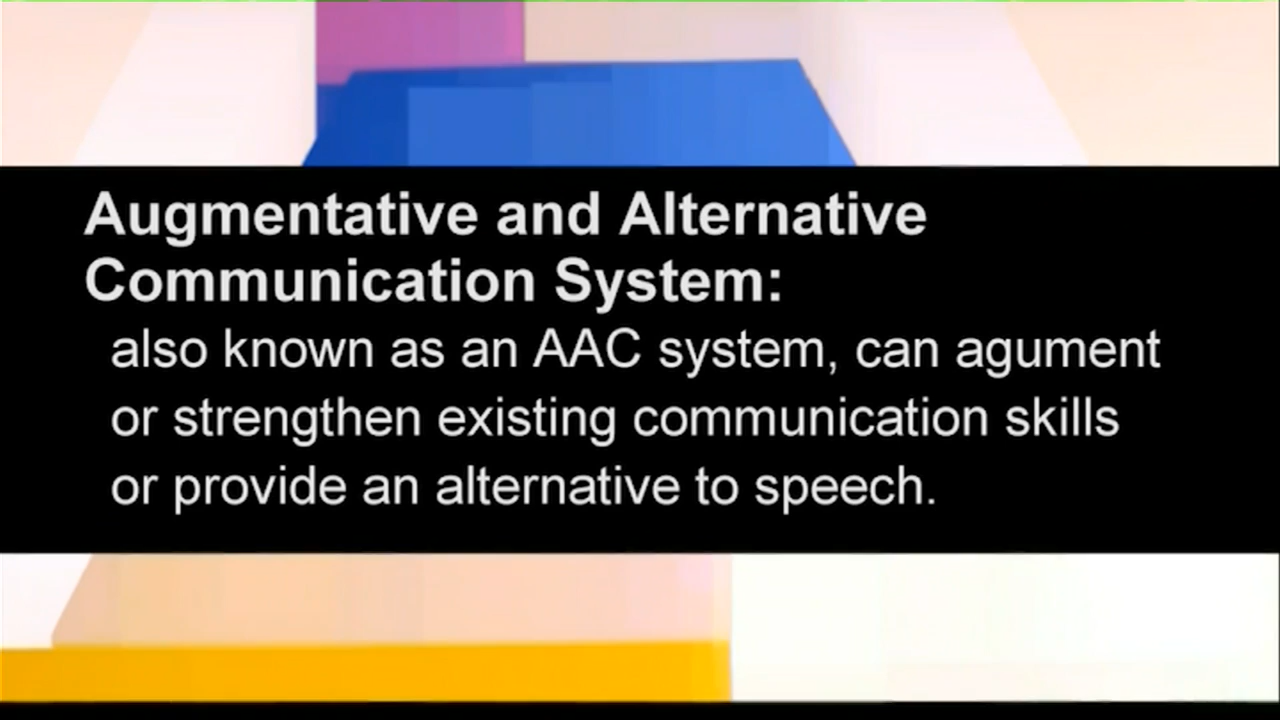 Augmentative and Alternative
Communication System:
also known as an AAC system, can agument
or strengthen existing communication skills
or provide an alternative to speech.